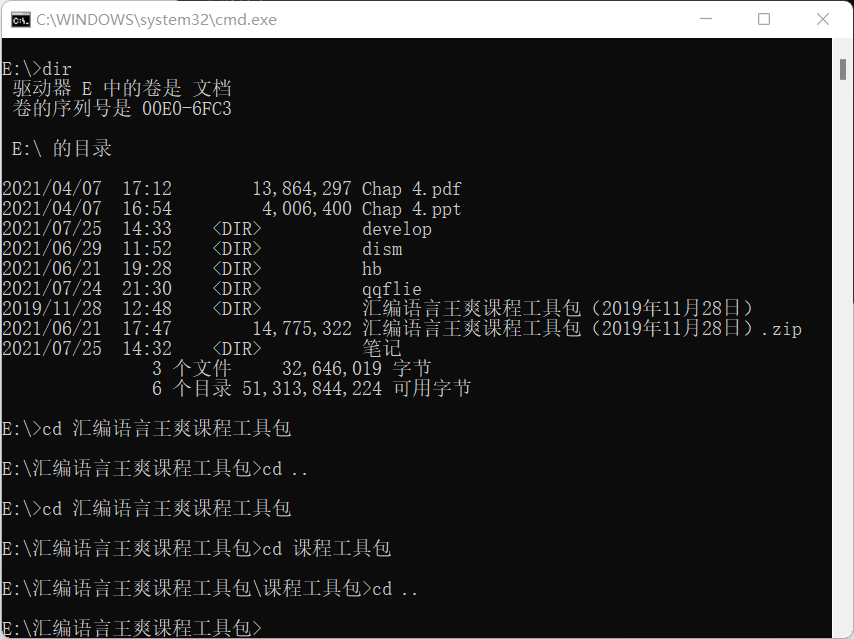 C:\WINDOWS\system32\cmd.exe
E:\>dir
驱动器 E 中的卷是 文档
卷的序列号是 00E0-6FC3
E:\ 的目录
2021/04/07  17:12        13,864,297 Chap 4.pdf
2021/04/07  16:54         4,006,400 Chap 4.ppt
2021/07/25  14:33    <DIR>          develop
2021/06/29  11:52    <DIR>          dism
2021/06/21  19:28    <DIR>          hb
2021/07/24  21:30    <DIR>          qqflie
2019/11/28  12:48    <DIR>          汇编语言王爽课程工具包（2019年11月28日）
2021/06/21  17:47        14,775,322 汇编语言王爽课程工具包（2019年11月28日）.zip
2021/07/25  14:32    <DIR>          笔记
3 个文件     32,646,019 字节
6 个目录 51,313,844,224 可用字节
E:\>cd 汇编语言王爽课程工具包
E:\汇编语言王爽课程工具包>cd ..
E:\>cd 汇编语言王爽课程工具包
E:\汇编语言王爽课程工具包>cd 课程工具包
E:\汇编语言王爽课程工具包\课程工具包>cd ..
E:\汇编语言王爽课程工具包>